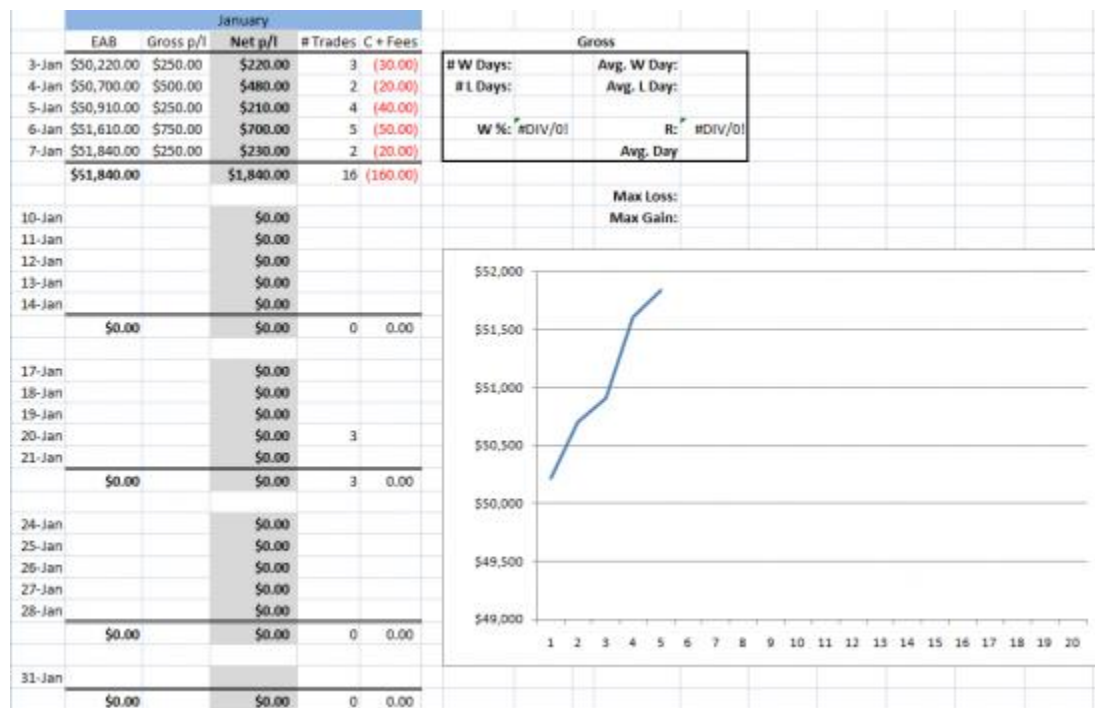 January
EAB Gross p/l Net p/l # Trades C + Fees Gross
3-Jan $50,220.00 $250.00 $220.00 3 (30.00) # W Days: Avg. W Day:
4-Jan $50,700.00 $500.00 $480.00 2 (20.00) # L Days: Avg. L Day:
5-Jan $50,910.00 $250.00 $210.00 4 (40.00)
6-Jan $51,610.00 $750.00 $700.00 5 (50.00) W %: #DIV/0! R: #DIV/0!
7-Jan $51,840.00 $250.00 $230.00 2 (20.00) Avg. Day
$51,840.00 $1,840.00 16 (160.00)
Max Loss:
10-Jan $0.00 Max Gain:
11-Jan $0.00
12-Jan $0.00
13-Jan $0.00
14-Jan $0.00
$0.00 $0.00 0 0.00
17-Jan $0.00
18-Jan $0.00
19-Jan $0.00
20-Jan $0.00 3
21-Jan $0.00
$0.00 $0.00 3 0.00
24-Jan $0.00
25-Jan $0.00
26-Jan $0.00
27-Jan $0.00
28-Jan $0.00
$0.00 $0.00 0 0.00
31-Jan
$0.00 $0.00 0 0.00
$52,000
$51,500
$51,000
$50,500
$50,000
$49,500
$49,000
1 2 3 4 5 6 7 8 9 10 11 12 13 14 15 16 17 18 19 20